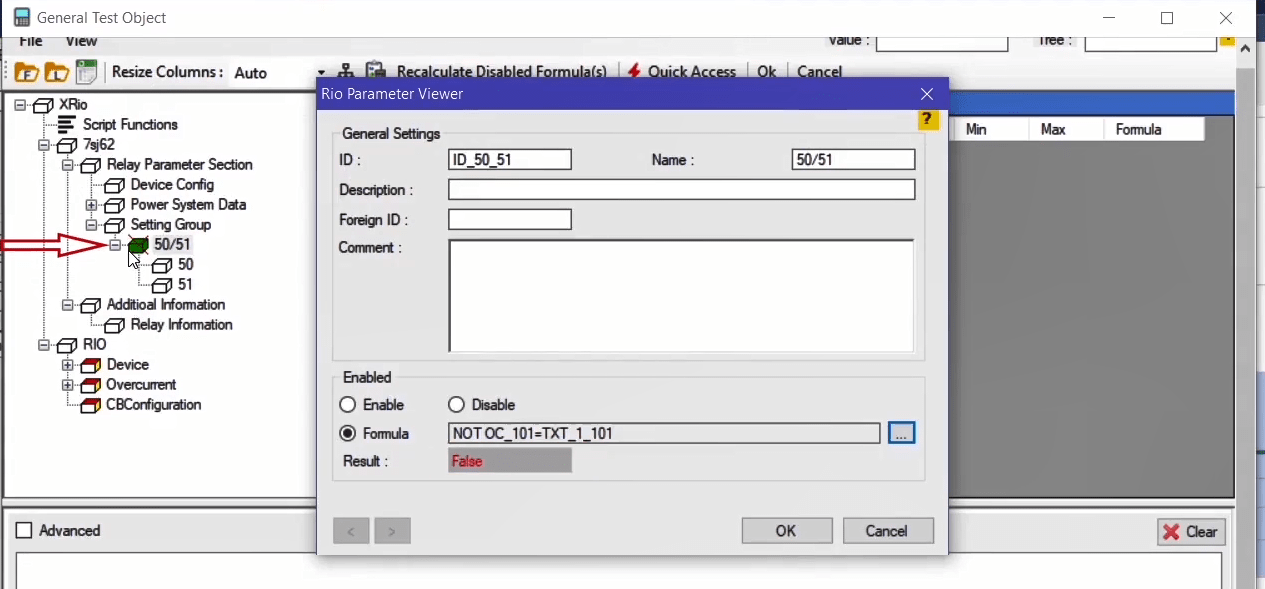 General Test Object
File View Value : Tree :
F L Resize Columns : Auto Recalculate Disabled Formula(s) Quick Access Ok Cancel
XRio
Script Functions
7sj62
Relay Parameter Section
Device Config
Power System Data
Setting Group
50/51
50
51
Additioal Information
Relay Information
RIO
Device
Overcurrent
CBConfiguration
Rio Parameter Viewer
?
General Settings
ID : ID_50_51 Name : 50/51
Description :
Foreign ID :
Comment :
Enabled
Enable Disable
Formula NOT OC_101=TXT_1_101 ...
Result : False
< > OK Cancel
Min Max Formula
Advanced Clear